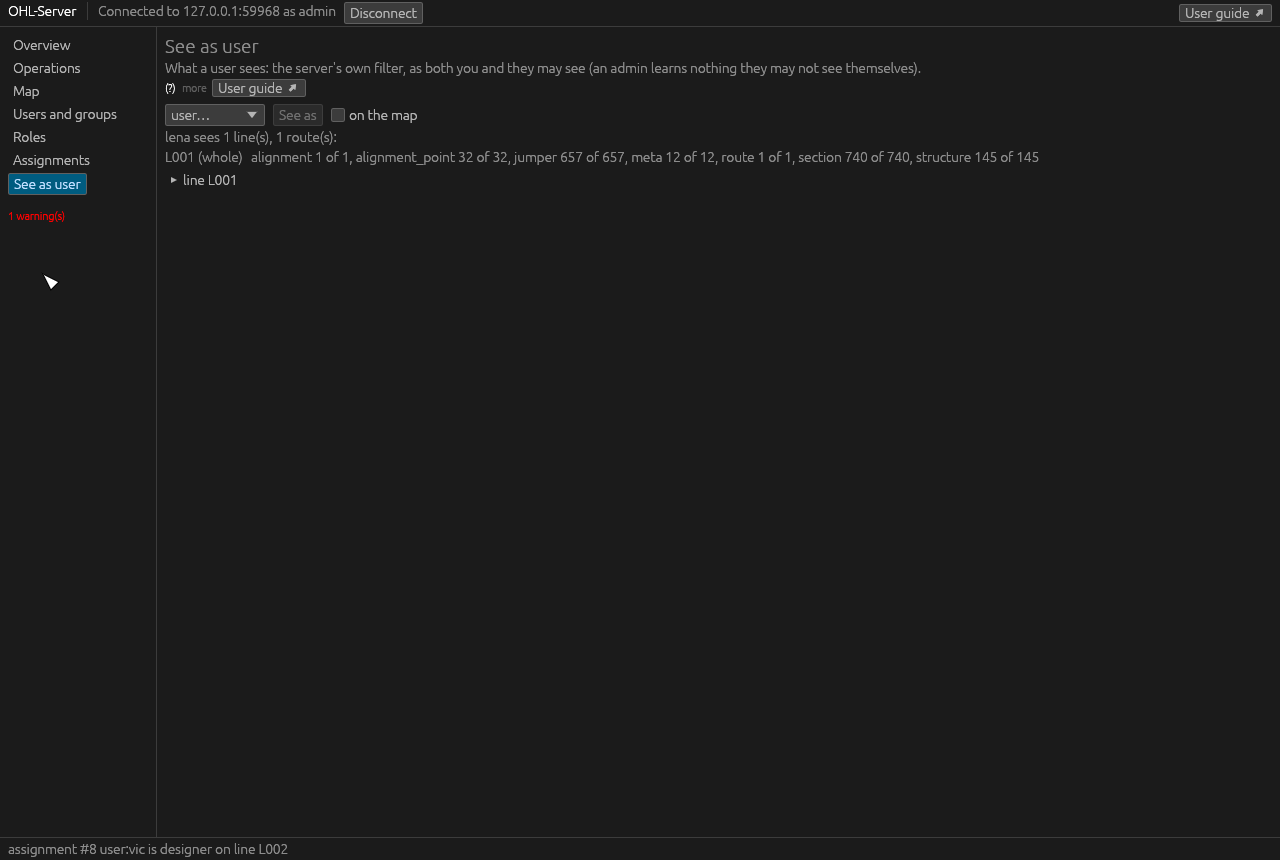 OHL-Server Connected to 127.0.0.1:59968 as admin Disconnect User guide
Overview
Operations
Map
Users and groups
Roles
Assignments
See as user
1 warning(s)
See as user
What a user sees: the server's own filter, as both you and they may see (an admin learns nothing they may not see themselves).
(?) more User guide
user... See as on the map
lena sees 1 line(s), 1 route(s):
L001 (whole) alignment 1 of 1, alignment_point 32 of 32, jumper 657 of 657, meta 12 of 12, route 1 of 1, section 740 of 740, structure 145 of 145
line L001
assignment #8 user:vic is designer on line L002